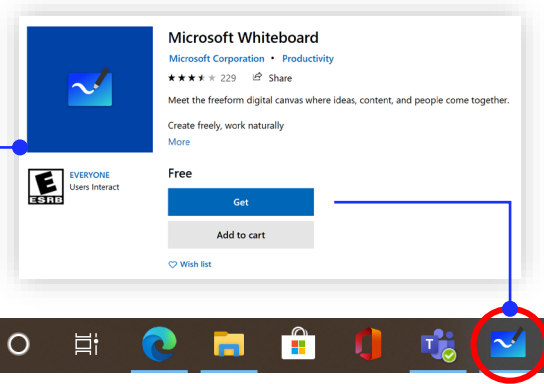 Microsoft Whiteboard
Microsoft Corporation • Productivity
229 Share
Meet the freeform digital canvas where ideas, content, and people come together.
Create freely, work naturally
More
E
ESRB
EVERYONE
Users Interact
Free
Get
Add to cart
Wish list
T